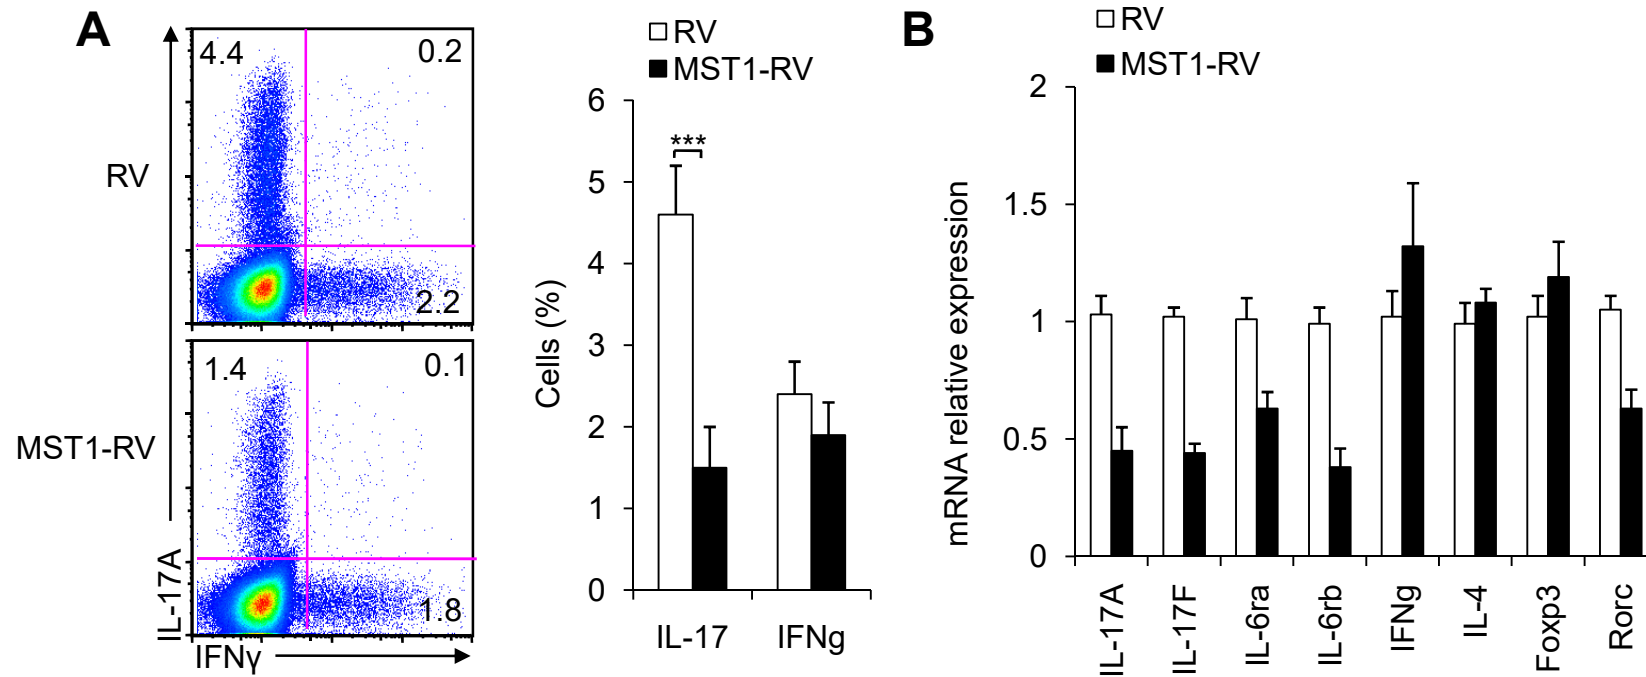 A
4.4
0.2
RV
2.2
1.4
0.1
MST1-RV
1.8
IL-17A
IFNγ
RV
MST1-RV
Cells (%)
6
5
4
3
2
1
0
***
IL-17
IFNg
B
RV
MST1-RV
mRNA relative expression
2
1.5
1
0.5
0
IL-17A
IL-17F
IL-6ra
IL-6rb
IFNg
IL-4
Foxp3
Rorc